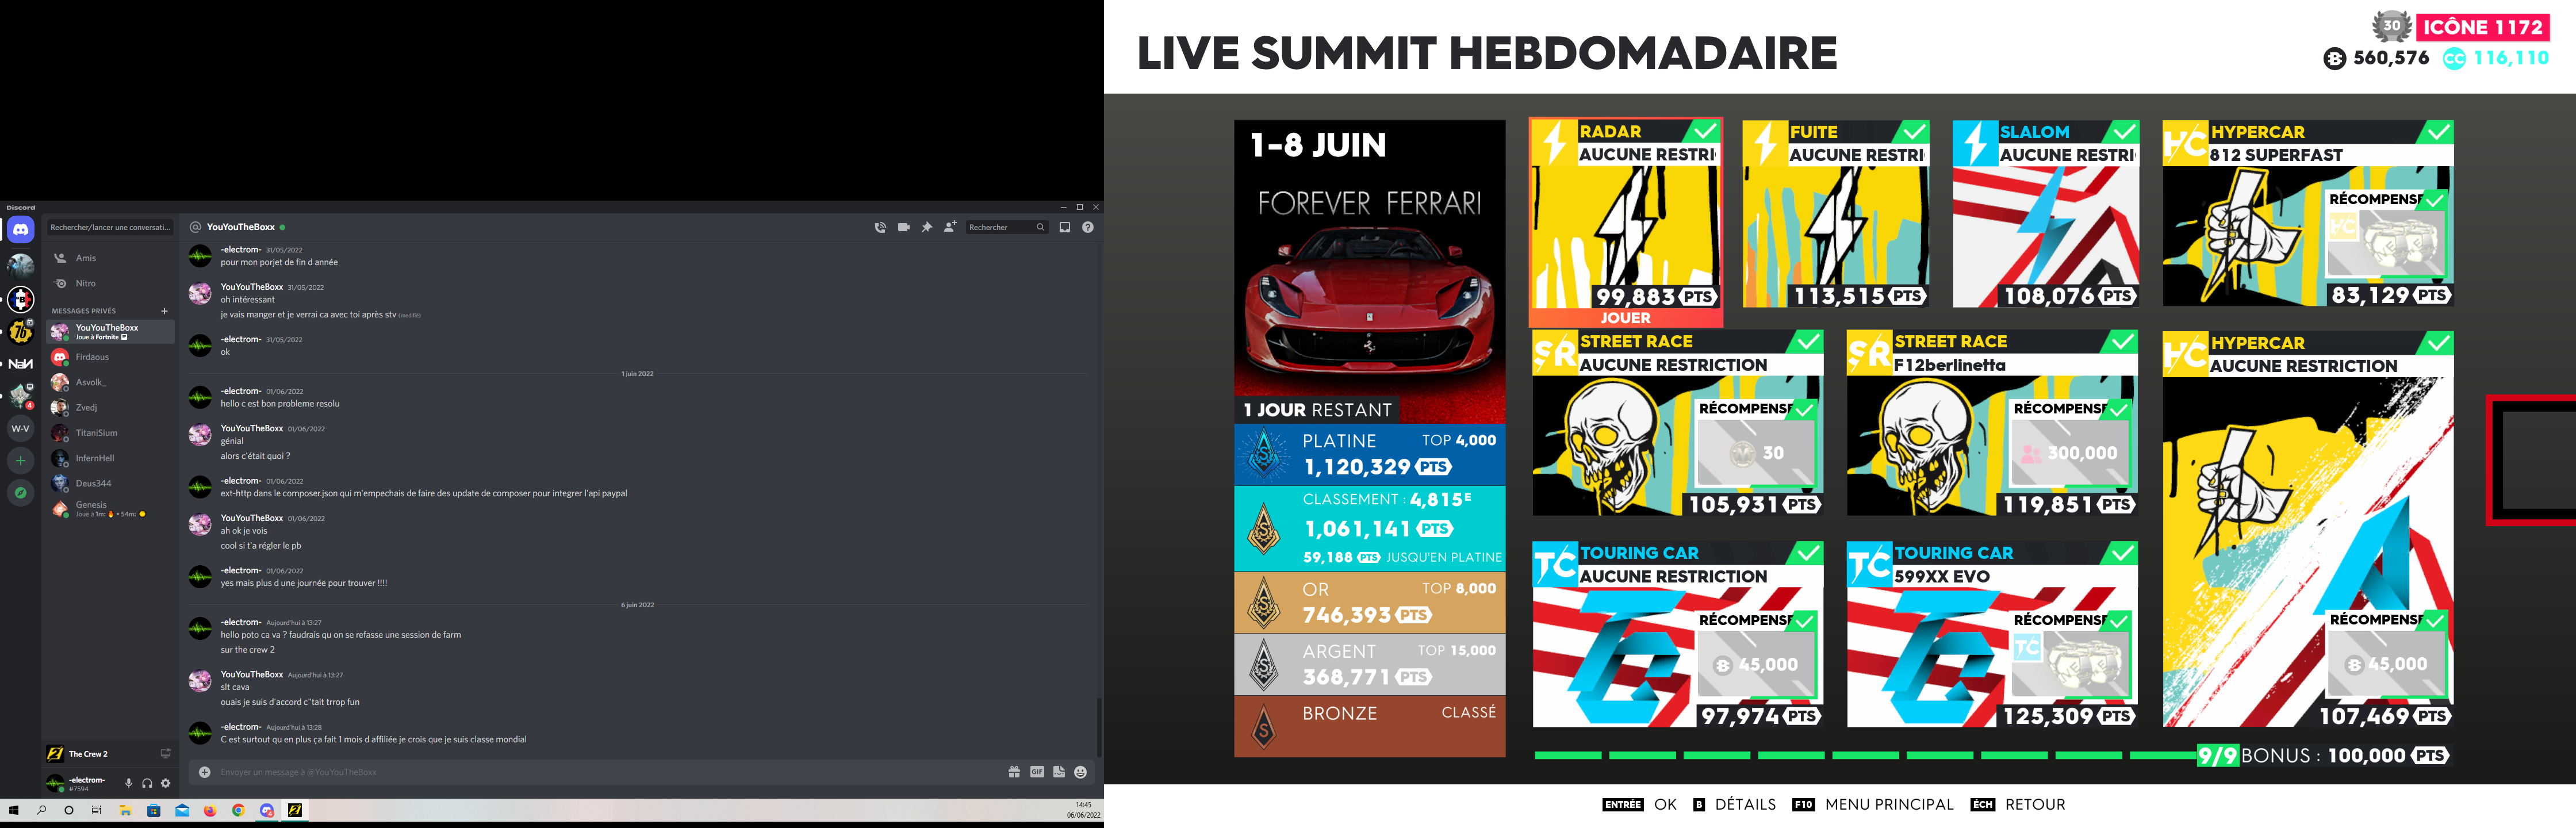 Discord
Rechercher/lancer une conversati...
Amis
Nitro
MESSAGES PRIVÉS
YouYouTheBoxx
Joue à Fortnite
Firdaous
Asvolk_
Zvedj
TitaniSium
InfernHell
Deus344
Genesis
Joue à 1m: 🔥 • 54m:
NaN
4
W-V
The Crew 2
-electrom-
#7594
@ YouYouTheBoxx
Rechercher
-electrom- 31/05/2022
pour mon porjet de fin d année
YouYouTheBoxx 31/05/2022
oh intéressant
je vais manger et je verrai ca avec toi après stv (modifié)
-electrom- 31/05/2022
ok
1 juin 2022
-electrom- 01/06/2022
hello c est bon probleme resolu
YouYouTheBoxx 01/06/2022
génial
alors c'était quoi ?
-electrom- 01/06/2022
ext-http dans le composer.json qui m'empechais de faire des update de composer pour integrer l'api paypal
YouYouTheBoxx 01/06/2022
ah ok je vois
cool si t'a régler le pb
-electrom- 01/06/2022
yes mais plus d une journée pour trouver !!!!
6 juin 2022
-electrom- Aujourd'hui à 13:27
hello poto ca va ? faudrais qu on se refasse une session de farm
sur the crew 2
YouYouTheBoxx Aujourd'hui à 13:27
slt cava
ouais je suis d'accord c"tait trrop fun
-electrom- Aujourd'hui à 13:28
C est surtout qu en plus ça fait 1 mois d affiliée je crois que je suis classe mondial
Envoyer un message à @YouYouTheBoxx
GIF
14:45
06/06/2022
LIVE SUMMIT HEBDOMADAIRE
30 ICÔNE 1172
560,576 CC 116,110
1-8 JUIN
FOREVER FERRARI
1 JOUR RESTANT
PLATINE TOP 4,000
1,120,329 PTS
CLASSEMENT : 4,815E
1,061,141 PTS
59,188 PTS JUSQU'EN PLATINE
OR TOP 8,000
746,393 PTS
ARGENT TOP 15,000
368,771 PTS
BRONZE CLASSÉ
RADAR
AUCUNE RESTRI
99,883 PTS
JOUER
FUITE
AUCUNE RESTRI
113,515 PTS
SLALOM
AUCUNE RESTRI
108,076 PTS
HC HYPERCAR
812 SUPERFAST
RÉCOMPENSE
HC
83,129 PTS
SR STREET RACE
AUCUNE RESTRICTION
RÉCOMPENSE
30
105,931 PTS
SR STREET RACE
F12berlinetta
RÉCOMPENSE
300,000
119,851 PTS
HC HYPERCAR
AUCUNE RESTRICTION
RÉCOMPENSE
45,000
107,469 PTS
TC TOURING CAR
AUCUNE RESTRICTION
RÉCOMPENSE
45,000
97,974 PTS
TC TOURING CAR
599XX EVO
RÉCOMPENSE
TC
125,309 PTS
9/9 BONUS : 100,000 PTS
ENTRÉE OK B DÉTAILS F10 MENU PRINCIPAL ÉCH RETOUR